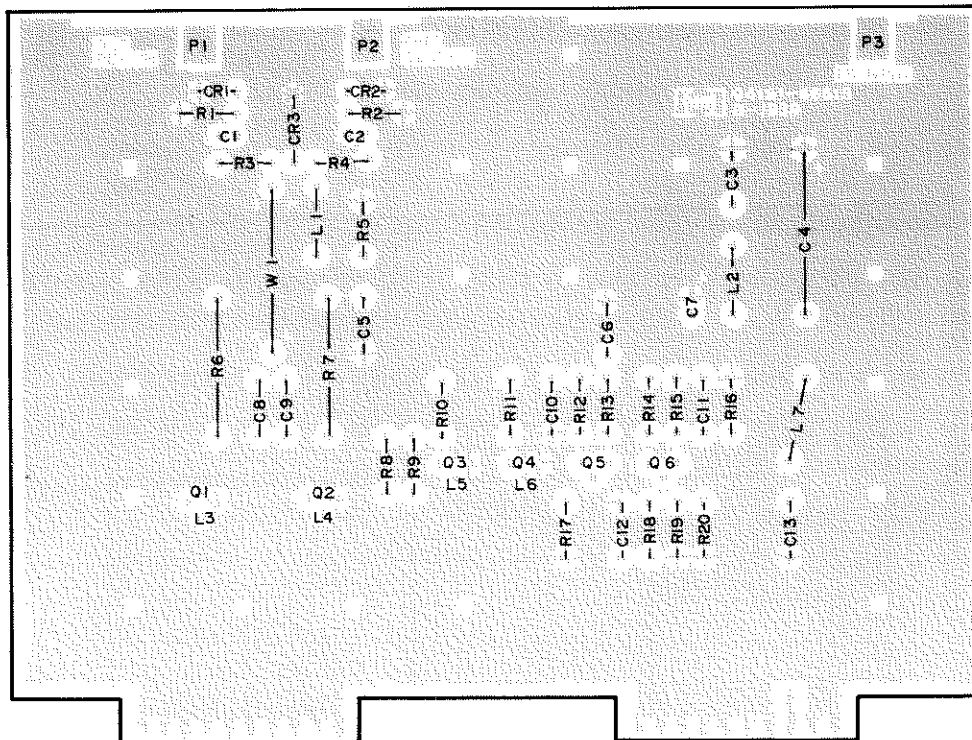 P1 P2 P3
CR1 CR2
R1 CR3 R2
C1 C2
R3 R4 C3
L1 R5 C4
W1 L2
C5 C6 C7
R6 R7
C8 C9 R10 R11 C10 R12 R13 R14 R15 C11 R16 L7
R8 R9 Q3 Q4 Q5 Q6
L5 L6
Q1 Q2
L3 L4
R17 C12 R18 R19 R20 C13